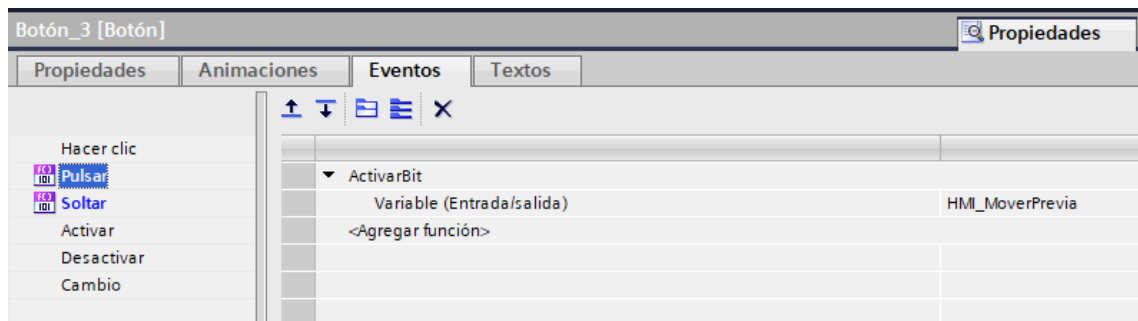 Botón_3 [Botón]
Propiedades
Propiedades Animaciones Eventos Textos
Hacer clic
Pulsar
ActivarBit
Soltar
Variable (Entrada/salida) HMI_MoverPrevia
Activar
<Agregar función>
Desactivar
Cambio